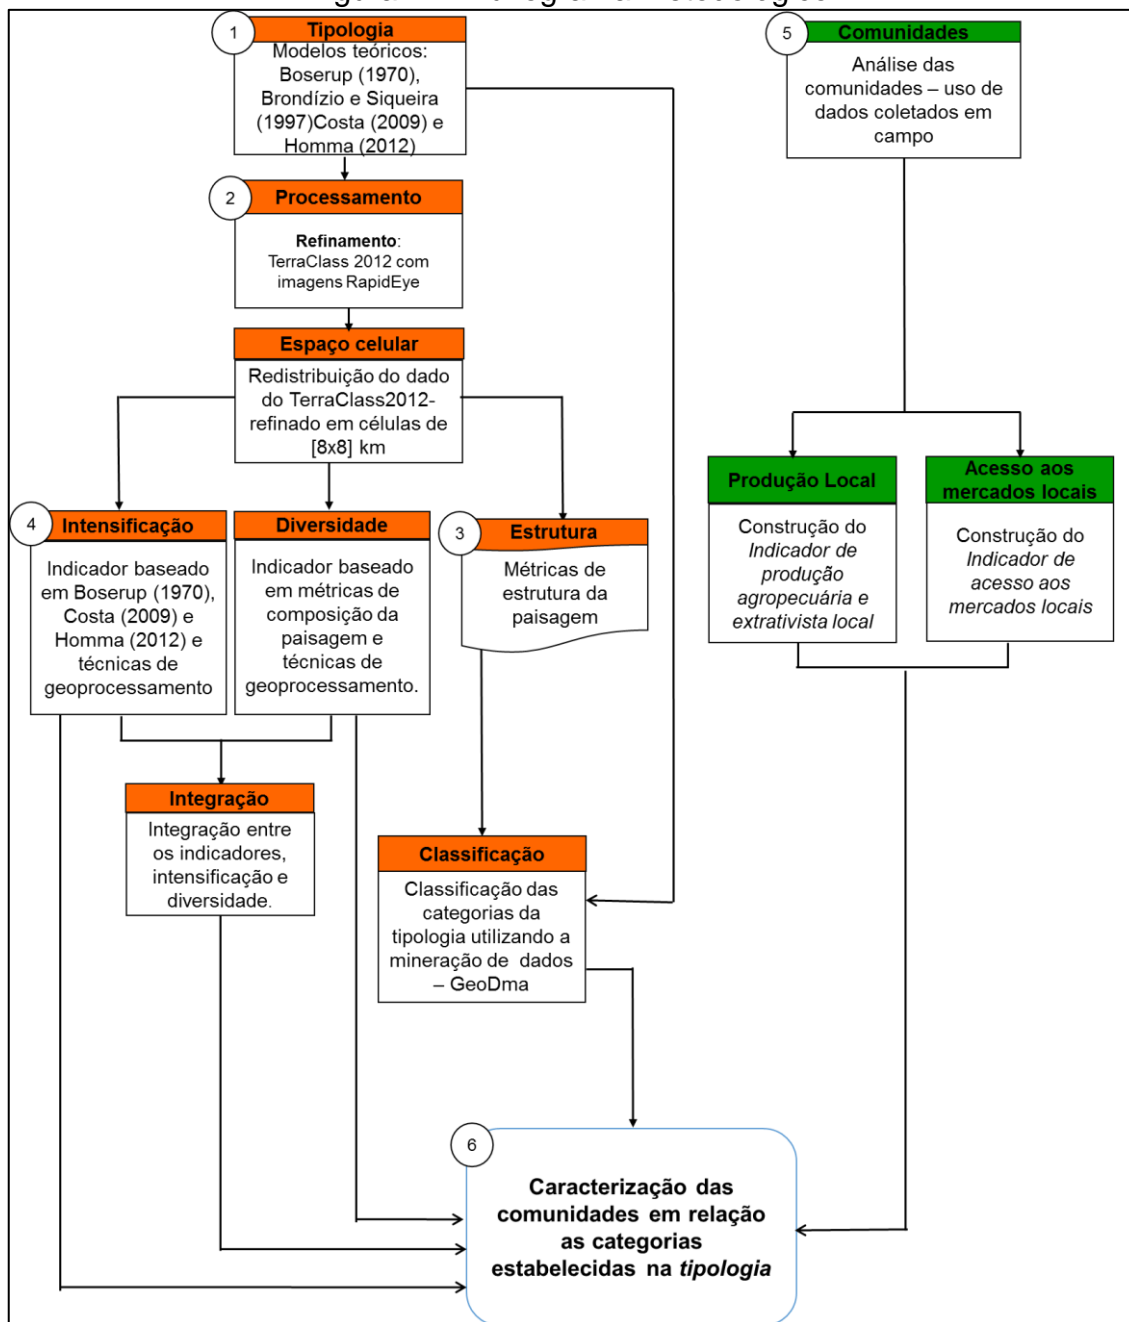 1
Tipologia
Modelos teóricos:
Boserup (1970),
Brondízio e Siqueira
(1997)Costa (2009) e
Homma (2012)
5
Comunidades
Análise das
comunidades – uso de
dados coletados em
campo
2
Processamento
Refinamento:
TerraClass 2012 com
imagens RapidEye
Espaço celular
Redistribuição do dado
do TerraClass2012-
refinado em células de
[8x8] km
4
Intensificação
Indicador baseado
em Boserup (1970),
Costa (2009) e
Homma (2012) e
técnicas de
geoprocessamento
Diversidade
Indicador baseado
em métricas de
composição da
paisagem e
técnicas de
geoprocessamento.
3
Estrutura
Métricas de
estrutura da
paisagem
Produção Local
Construção do
Indicador de
produção
agropecuária e
extrativista local
Acesso aos
mercados locais
Construção do
Indicador de
acesso aos
mercados locais
Integração
Integração entre
os indicadores,
intensificação e
diversidade.
Classificação
Classificação das
categorias da
tipologia utilizando a
mineração de dados
– GeoDma
6
Caracterização das
comunidades em relação
as categorias
estabelecidas na tipologia